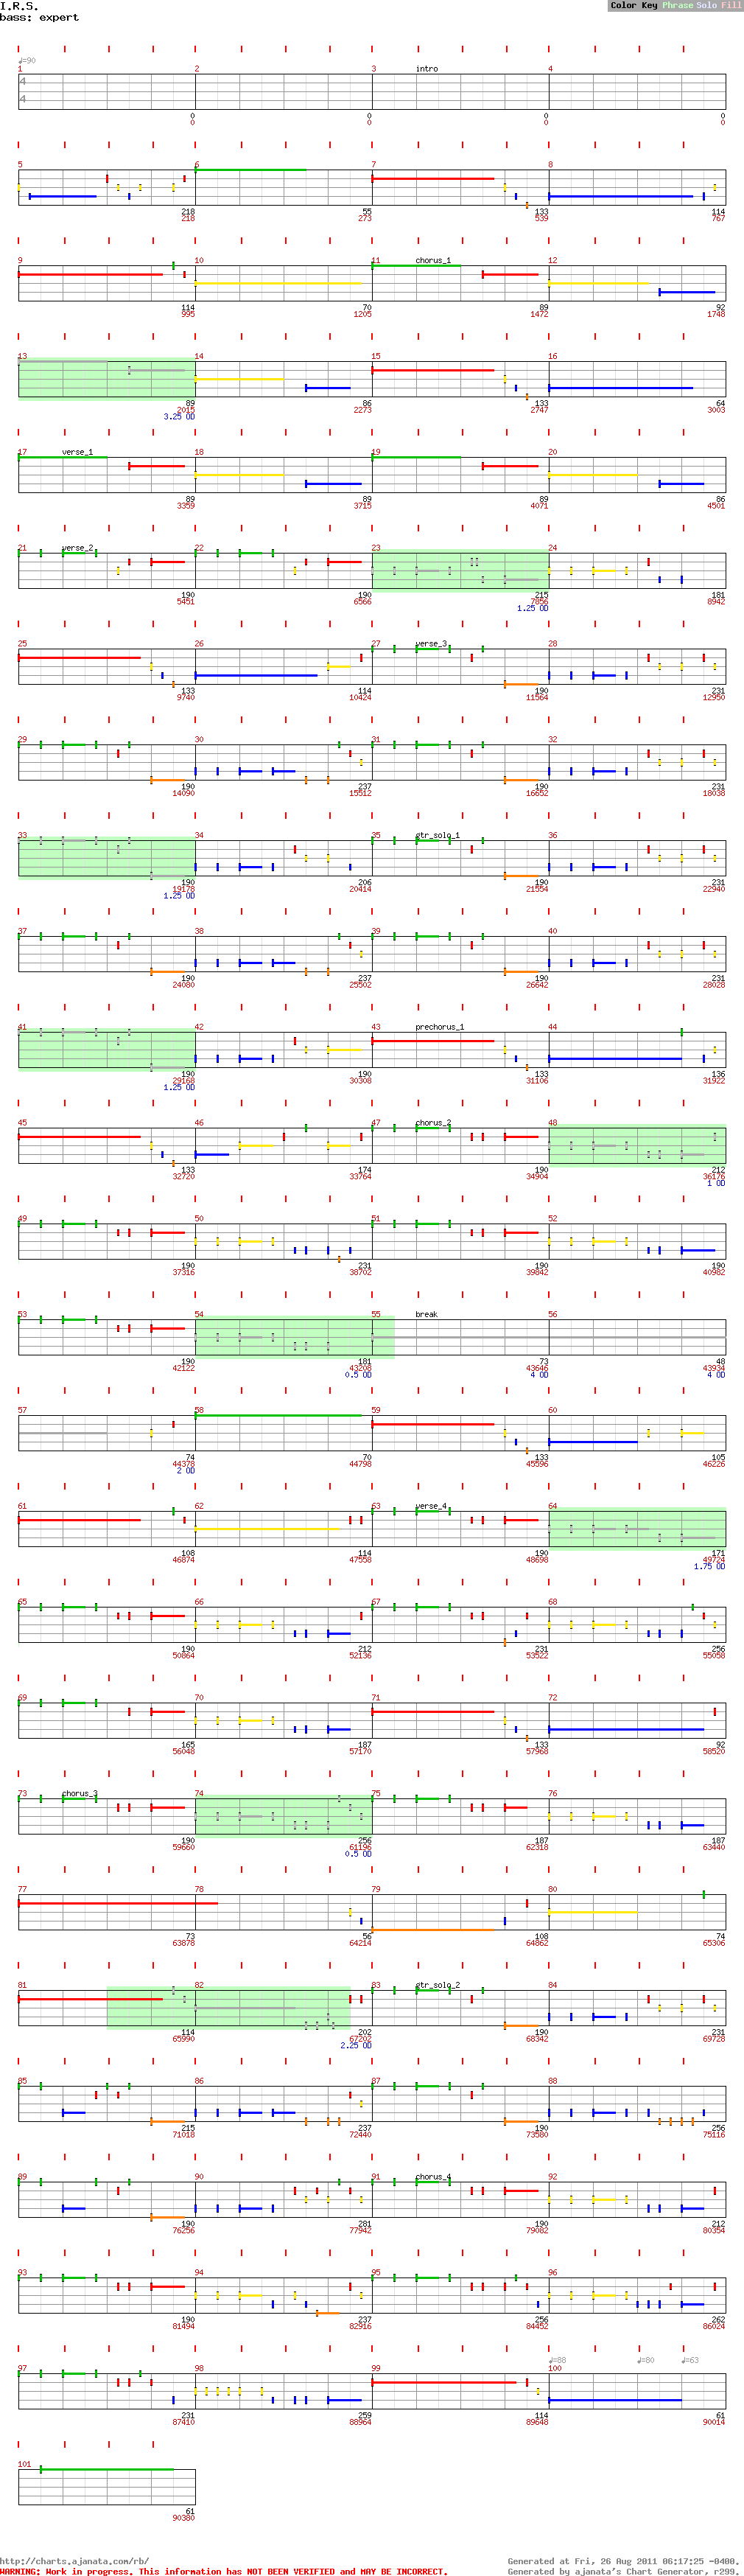 I.R.S.
Color Key Phrase Solo Fill
bass: expert
♩=90
1 2 3 intro 4
4
4
0 0 0 0
0 0 0 0
5 6 7 8
218 55 133 114
218 273 539 767
9 10 11 chorus_1 12
114 70 89 92
995 1205 1472 1748
13 14 15 16
89 86 133 64
2015 2273 2747 3003
3.25 OD
17 verse_1 18 19 20
89 89 89 86
3359 3715 4071 4501
21 verse_2 22 23 24
190 190 215 181
5451 6566 7856 8942
1.25 OD
25 26 27 verse_3 28
133 114 190 231
9740 10424 11564 12950
29 30 31 32
190 237 190 231
14090 15512 16652 18038
33 34 35 gtr_solo_1 36
190 206 190 231
19178 20414 21554 22940
1.25 OD
37 38 39 40
190 237 190 231
24080 25502 26642 28028
41 42 43 prechorus_1 44
190 190 133 136
29168 30308 31106 31922
1.25 OD
45 46 47 chorus_2 48
133 174 190 212
32720 33764 34904 36176
1 OD
49 50 51 52
190 231 190 190
37316 38702 39842 40982
53 54 55 break 56
190 181 73 48
42122 43208 43646 43934
0.5 OD 4 OD 4 OD
57 58 59 60
74 70 133 105
44378 44798 45596 46226
2 OD
61 62 63 verse_4 64
108 114 190 171
46874 47558 48698 49724
1.75 OD
65 66 67 68
190 212 231 256
50864 52136 53522 55058
69 70 71 72
165 187 133 92
56048 57170 57968 58520
73 chorus_3 74 75 76
190 256 187 187
59660 61196 62318 63440
0.5 OD
77 78 79 80
73 56 108 74
63878 64214 64862 65306
81 82 83 gtr_solo_2 84
114 202 190 231
65990 67202 68342 69728
2.25 OD
85 86 87 88
215 237 190 256
71018 72440 73580 75116
89 90 91 chorus_4 92
190 281 190 212
76256 77942 79082 80354
93 94 95 96
190 237 256 262
81494 82916 84452 86024
♩=88 ♩=80 ♩=63
97 98 99 100
231 259 114 61
87410 88964 89648 90014
101
61
90380
http://charts.ajanata.com/rb/
Generated at Fri, 26 Aug 2011 06:17:25 -0400.
WARNING: Work in progress. This information has NOT BEEN VERIFIED and MAY BE INCORRECT.
Generated by ajanata's Chart Generator, r299.